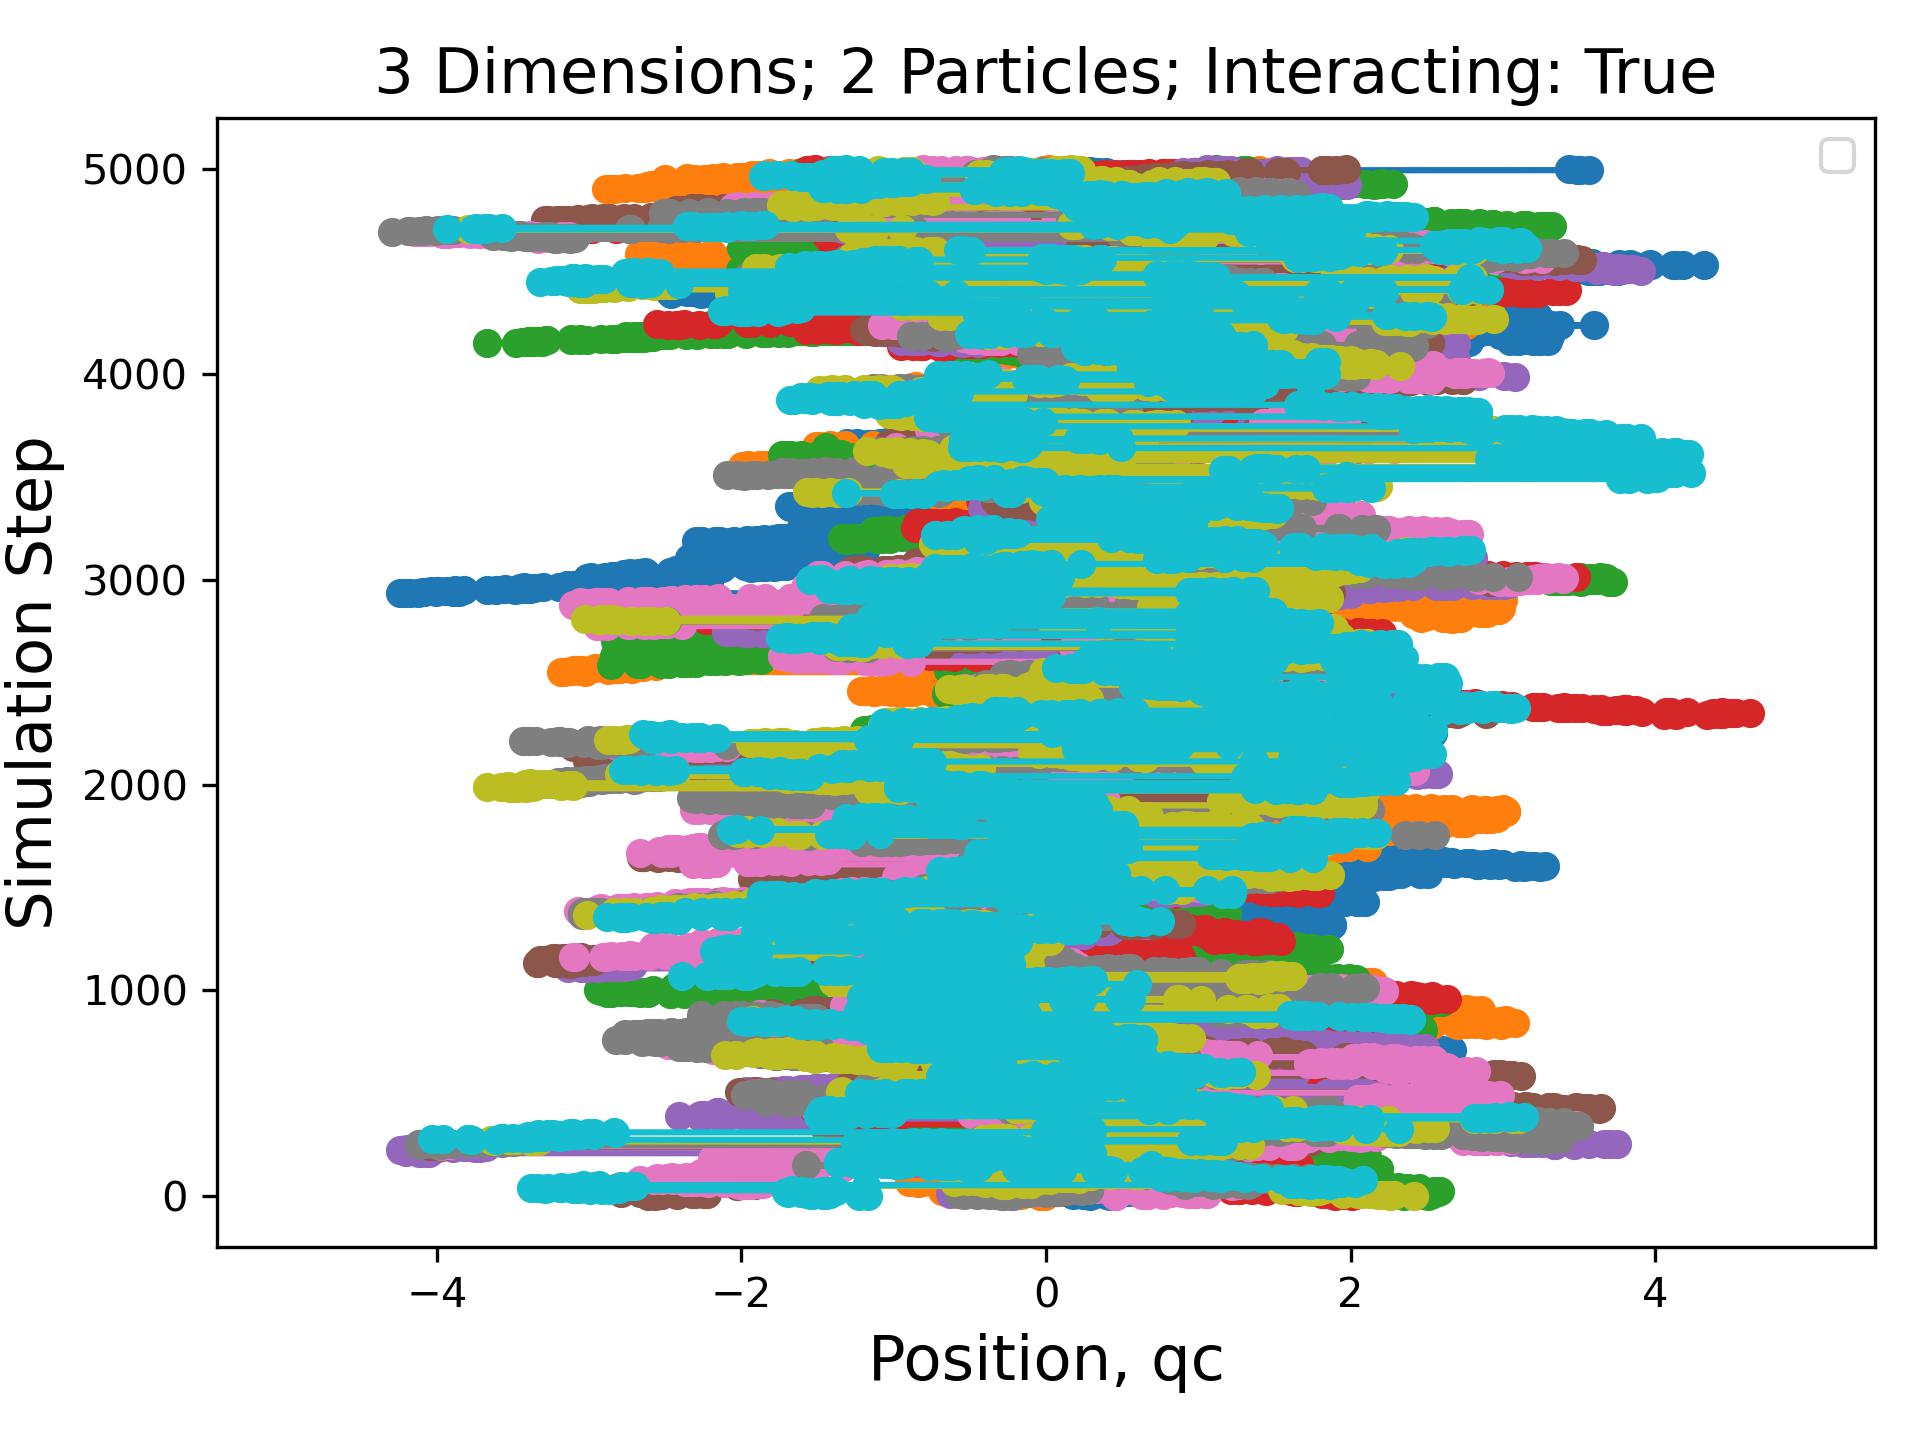 3 Dimensions; 2 Particles; Interacting: True
5000
4000
3000
2000
1000
0
Simulation Step
−4 −2 0 2 4
Position, qc